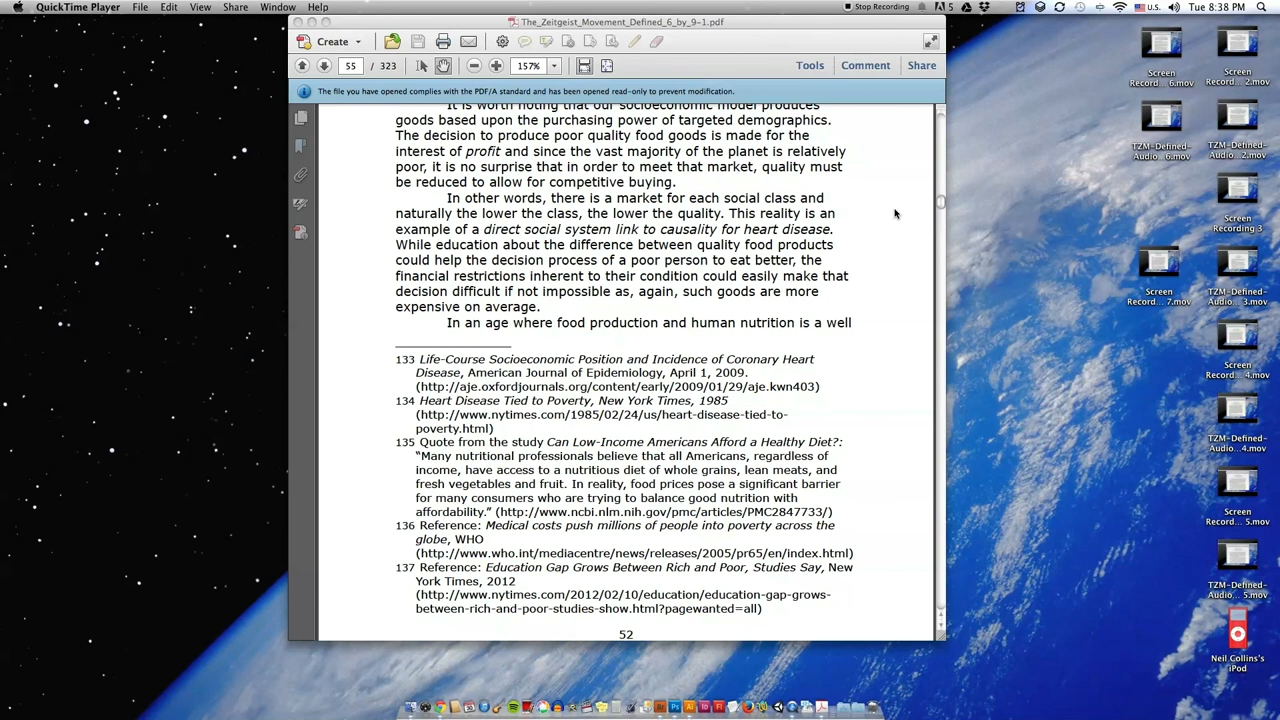 QuickTime Player File Edit View Share Window Help Stop Recording 5 U.S. Tue 8:38 PM
The_Zeitgeist_Movement_Defined_6_by_9-1.pdf
Create
55 / 323 157% Tools Comment Share
The file you have opened complies with the PDF/A standard and has been opened read-only to prevent modification.
It is worth noting that our socioeconomic model produces
goods based upon the purchasing power of targeted demographics.
The decision to produce poor quality food goods is made for the
interest of profit and since the vast majority of the planet is relatively
poor, it is no surprise that in order to meet that market, quality must
be reduced to allow for competitive buying.
In other words, there is a market for each social class and
naturally the lower the class, the lower the quality. This reality is an
example of a direct social system link to causality for heart disease.
While education about the difference between quality food products
could help the decision process of a poor person to eat better, the
financial restrictions inherent to their condition could easily make that
decision difficult if not impossible as, again, such goods are more
expensive on average.
In an age where food production and human nutrition is a well
133 Life-Course Socioeconomic Position and Incidence of Coronary Heart
Disease, American Journal of Epidemiology, April 1, 2009.
(http://aje.oxfordjournals.org/content/early/2009/01/29/aje.kwn403)
134 Heart Disease Tied to Poverty, New York Times, 1985
(http://www.nytimes.com/1985/02/24/us/heart-disease-tied-to-
poverty.html)
135 Quote from the study Can Low-Income Americans Afford a Healthy Diet?:
“Many nutritional professionals believe that all Americans, regardless of
income, have access to a nutritious diet of whole grains, lean meats, and
fresh vegetables and fruit. In reality, food prices pose a significant barrier
for many consumers who are trying to balance good nutrition with
affordability.” (http://www.ncbi.nlm.nih.gov/pmc/articles/PMC2847733/)
136 Reference: Medical costs push millions of people into poverty across the
globe, WHO
(http://www.who.int/mediacentre/news/releases/2005/pr65/en/index.html)
137 Reference: Education Gap Grows Between Rich and Poor, Studies Say, New
York Times, 2012
(http://www.nytimes.com/2012/02/10/education/education-gap-grows-
between-rich-and-poor-studies-show.html?pagewanted=all)
52
Screen
Record... 6.mov
Screen
Record... 2.mov
TZM-Defined-
Audio... 6.mov
TZM-Defined-
Audio... 2.mov
Screen
Recording 3
Screen
Record... 7.mov
TZM-Defined-
Audio... 3.mov
Screen
Record... 4.mov
TZM-Defined-
Audio... 4.mov
Screen
Record... 5.mov
TZM-Defined-
Audio... 5.mov
Neil Collins's
iPod